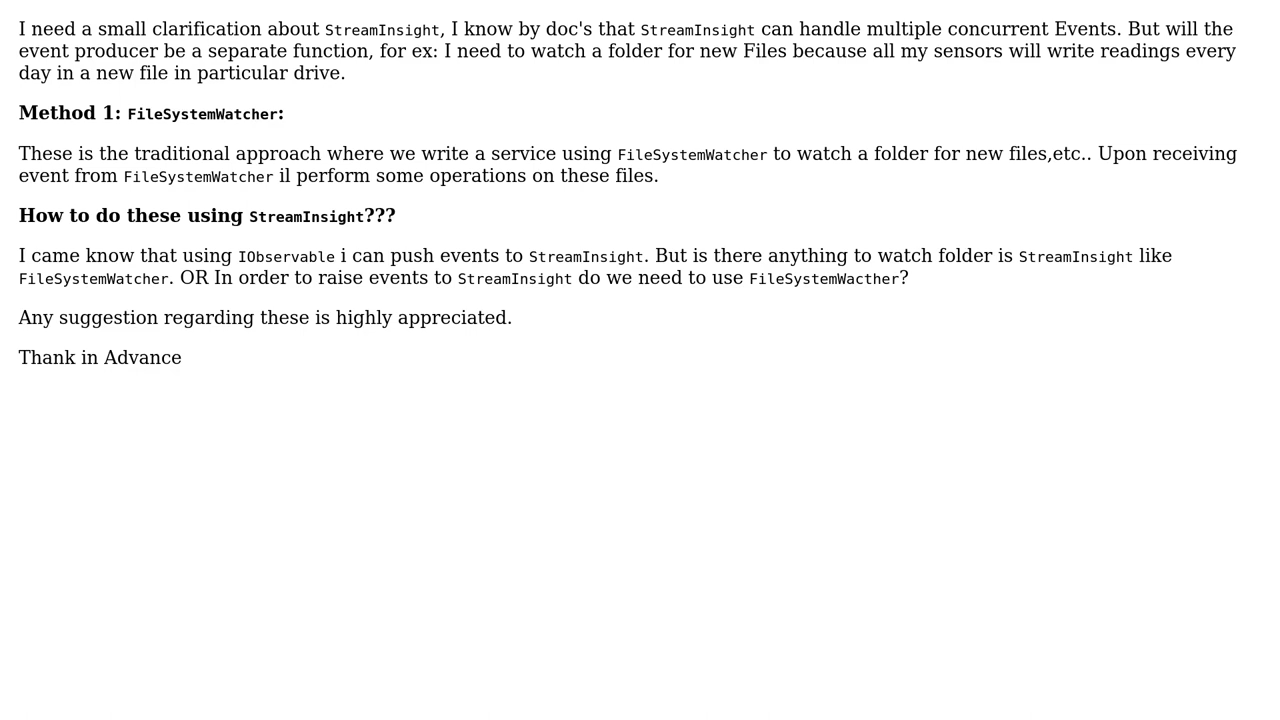 I need a small clarification about StreamInsight, I know by doc's that StreamInsight can handle multiple concurrent Events. But will the
event producer be a separate function, for ex: I need to watch a folder for new Files because all my sensors will write readings every
day in a new file in particular drive.
Method 1: FileSystemWatcher:
These is the traditional approach where we write a service using FileSystemWatcher to watch a folder for new files,etc.. Upon receiving
event from FileSystemWatcher il perform some operations on these files.
How to do these using StreamInsight???
I came know that using IObservable i can push events to StreamInsight. But is there anything to watch folder is StreamInsight like
FileSystemWatcher. OR In order to raise events to StreamInsight do we need to use FileSystemWacther?
Any suggestion regarding these is highly appreciated.
Thank in Advance